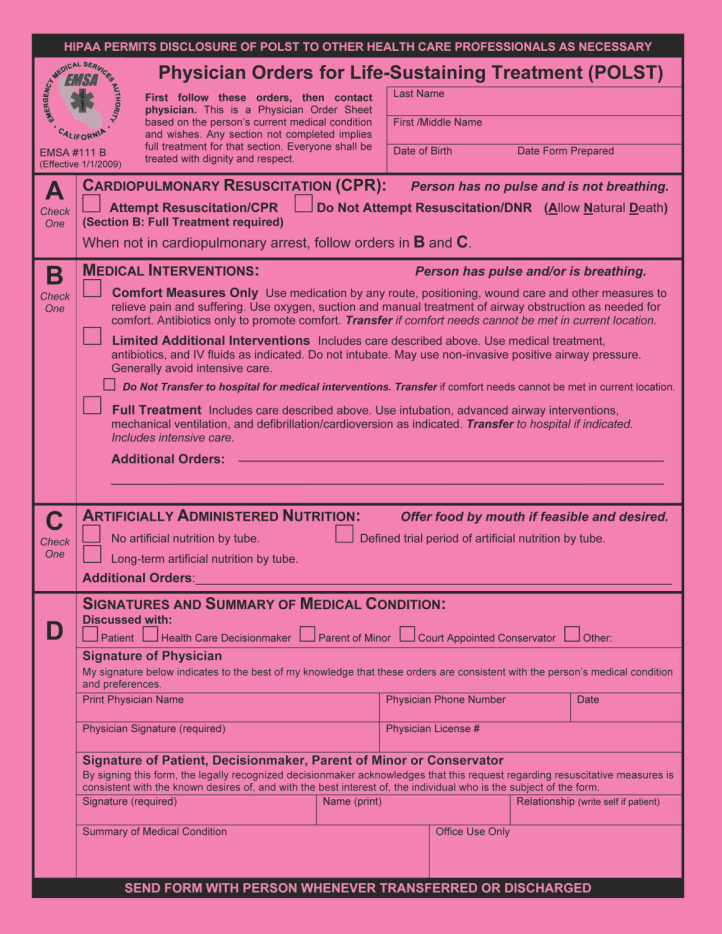 HIPAA PERMITS DISCLOSURE OF POLST TO OTHER HEALTH CARE PROFESSIONALS AS NECESSARY
EMERGENCY MEDICAL SERVICES AUTHORITY
EMSA
CALIFORNIA
EMSA #111 B
(Effective 1/1/2009)
Physician Orders for Life-Sustaining Treatment (POLST)
First follow these orders, then contact
physician. This is a Physician Order Sheet
based on the person's current medical condition
and wishes. Any section not completed implies
full treatment for that section. Everyone shall be
treated with dignity and respect.
Last Name
First /Middle Name
Date of Birth Date Form Prepared
A
Check
One
CARDIOPULMONARY RESUSCITATION (CPR): Person has no pulse and is not breathing.
Attempt Resuscitation/CPR Do Not Attempt Resuscitation/DNR (Allow Natural Death)
(Section B: Full Treatment required)
When not in cardiopulmonary arrest, follow orders in B and C.
B
Check
One
MEDICAL INTERVENTIONS: Person has pulse and/or is breathing.
Comfort Measures Only Use medication by any route, positioning, wound care and other measures to
relieve pain and suffering. Use oxygen, suction and manual treatment of airway obstruction as needed for
comfort. Antibiotics only to promote comfort. Transfer if comfort needs cannot be met in current location.
Limited Additional Interventions Includes care described above. Use medical treatment,
antibiotics, and IV fluids as indicated. Do not intubate. May use non-invasive positive airway pressure.
Generally avoid intensive care.
Do Not Transfer to hospital for medical interventions. Transfer if comfort needs cannot be met in current location.
Full Treatment Includes care described above. Use intubation, advanced airway interventions,
mechanical ventilation, and defibrillation/cardioversion as indicated. Transfer to hospital if indicated.
Includes intensive care.
Additional Orders:
C
Check
One
ARTIFICIALLY ADMINISTERED NUTRITION: Offer food by mouth if feasible and desired.
No artificial nutrition by tube. Defined trial period of artificial nutrition by tube.
Long-term artificial nutrition by tube.
Additional Orders:
D
SIGNATURES AND SUMMARY OF MEDICAL CONDITION:
Discussed with:
Patient Health Care Decisionmaker Parent of Minor Court Appointed Conservator Other:
Signature of Physician
My signature below indicates to the best of my knowledge that these orders are consistent with the person's medical condition
and preferences.
Print Physician Name Physician Phone Number Date
Physician Signature (required) Physician License #
Signature of Patient, Decisionmaker, Parent of Minor or Conservator
By signing this form, the legally recognized decisionmaker acknowledges that this request regarding resuscitative measures is
consistent with the known desires of, and with the best interest of, the individual who is the subject of the form.
Signature (required) Name (print) Relationship (write self if patient)
Summary of Medical Condition Office Use Only
SEND FORM WITH PERSON WHENEVER TRANSFERRED OR DISCHARGED